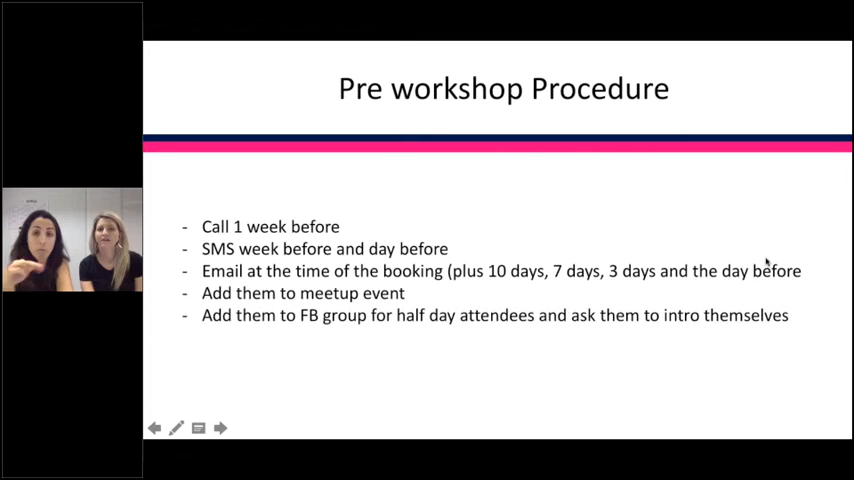 Pre workshop Procedure
- Call 1 week before
- SMS week before and day before
- Email at the time of the booking (plus 10 days, 7 days, 3 days and the day before
- Add them to meetup event
- Add them to FB group for half day attendees and ask them to intro themselves